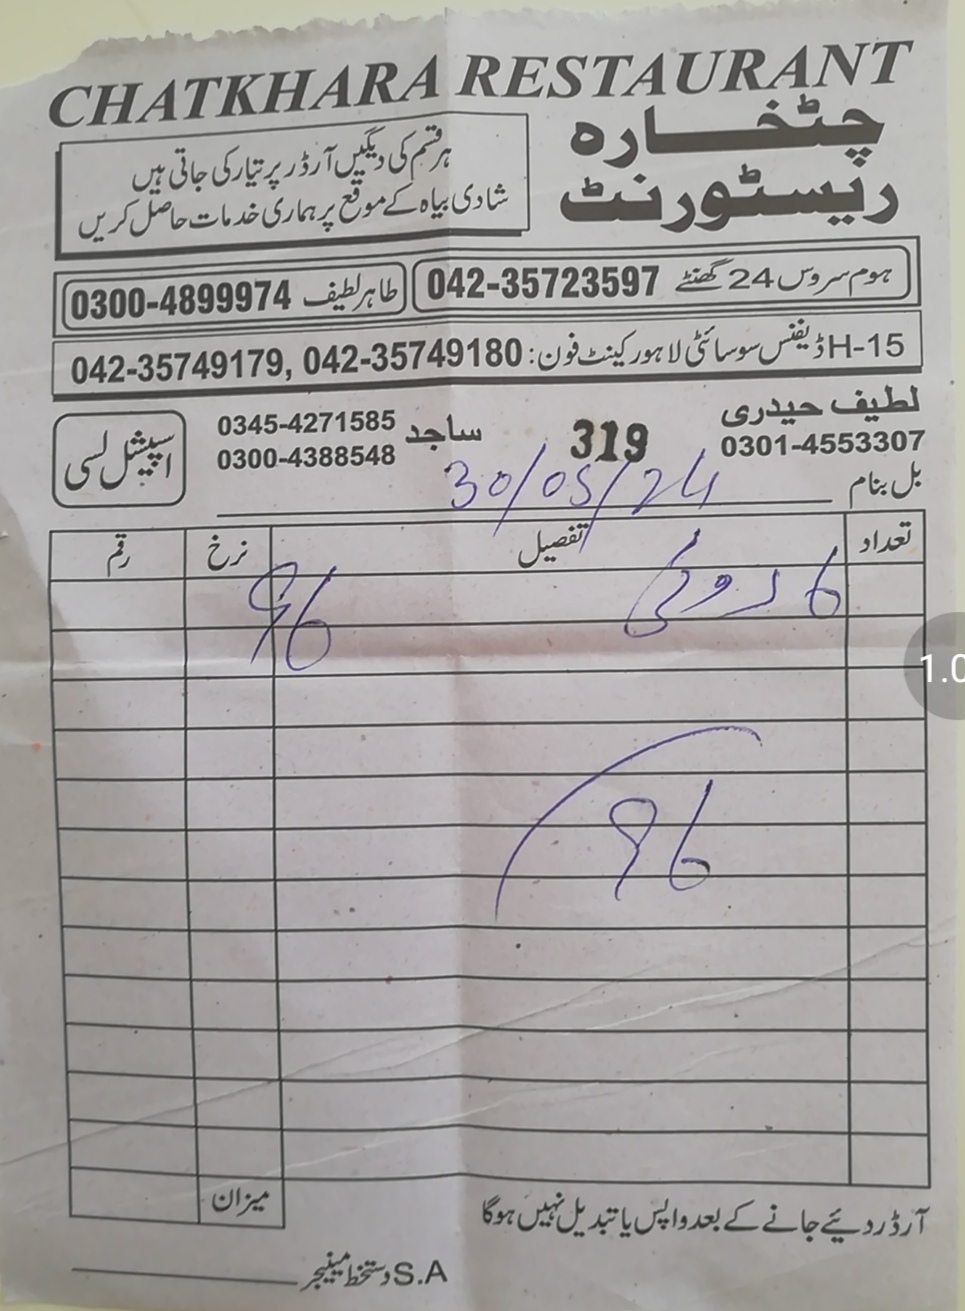 CHATKHARA RESTAURANT
چٹخارہ
ریسٹورنٹ
ہر قسم کی دیگیں آرڈر پر تیار کی جاتی ہیں
شادی بیاہ کے موقع پر ہماری خدمات حاصل کریں
ہوم سروس 24 گھنٹے 042-35723597
طاہر لطیف 0300-4899974
H-15 ڈیفنس سوسائٹی لاہور کینٹ فون: 042-35749180 ,042-35749179
لطیف حیدری
0301-4553307
319
ساجد
0345-4271585
0300-4388548
اسپیشل لسی
بل بنام 30/05/24
تعداد تفصیل نرخ رقم
6 روٹی 96
96
میزان
آرڈر دیئے جانے کے بعد واپس یا تبدیل نہیں ہوگا
S.A دستخط مینیجر
1.0